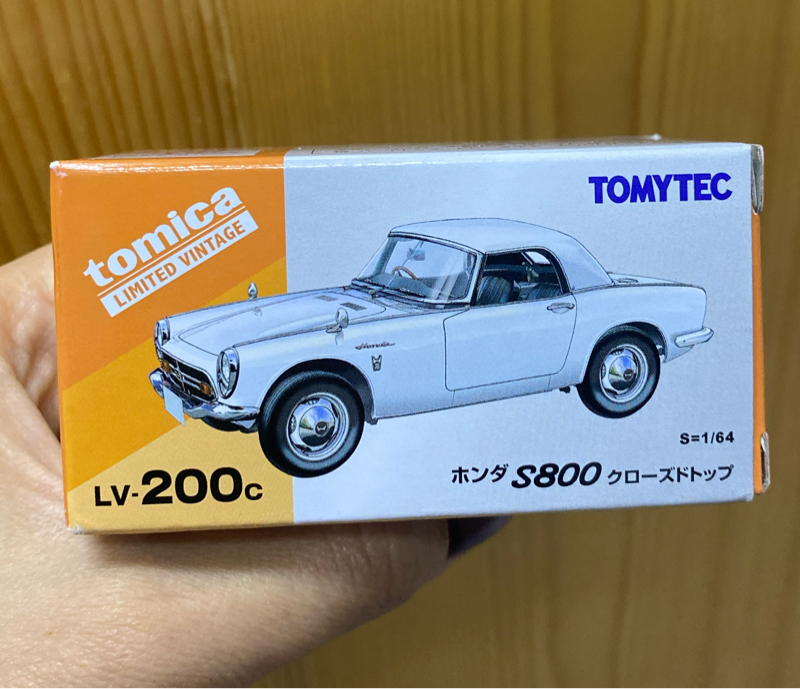 tomica
LIMITED VINTAGE
TOMYTEC
Honda
S=1/64
LV-200c
ホンダ S800 クローズドトップ